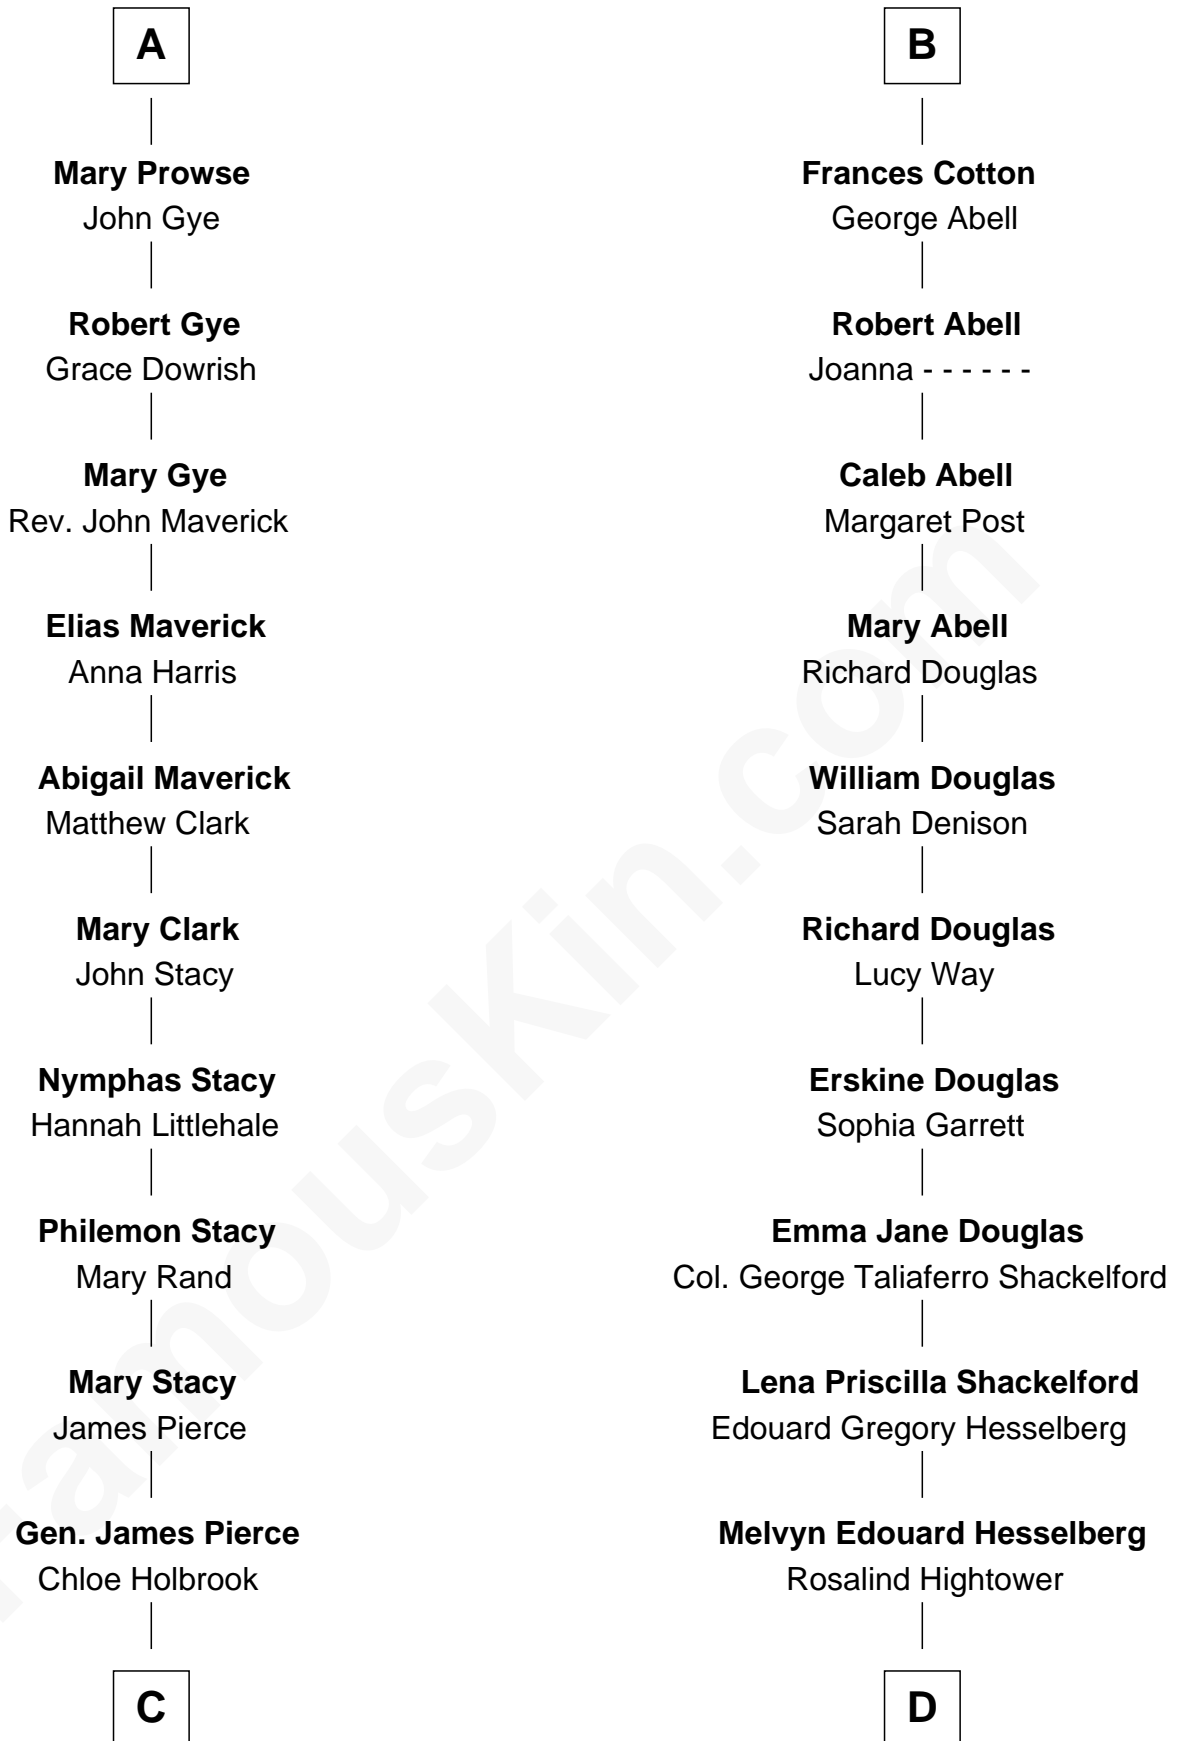 A
Mary Prowse
John Gye
Robert Gye
Grace Dowrish
Mary Gye
Rev. John Maverick
Elias Maverick
Anna Harris
Abigail Maverick
Matthew Clark
Mary Clark
John Stacy
Nymphas Stacy
Hannah Littlehale
Philemon Stacy
Mary Rand
Mary Stacy
James Pierce
Gen. James Pierce
Chloe Holbrook
C
B
Frances Cotton
George Abell
Robert Abell
Joanna - - - - - -
Caleb Abell
Margaret Post
Mary Abell
Richard Douglas
William Douglas
Sarah Denison
Richard Douglas
Lucy Way
Erskine Douglas
Sophia Garrett
Emma Jane Douglas
Col. George Taliaferro Shackelford
Lena Priscilla Shackelford
Edouard Gregory Hesselberg
Melvyn Edouard Hesselberg
Rosalind Hightower
D
FamousKin.com